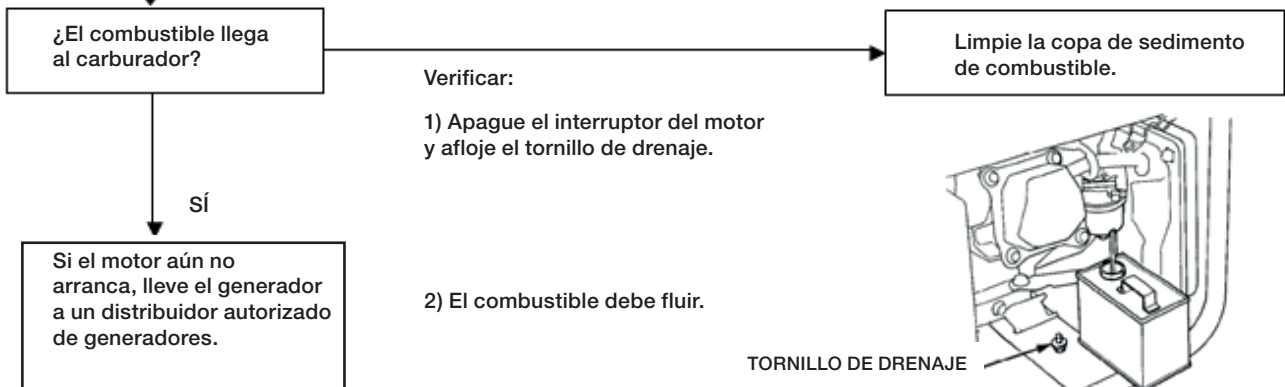 ¿El combustible llega
al carburador?
Verificar:
1) Apague el interruptor del motor
y afloje el tornillo de drenaje.
Limpie la copa de sedimento
de combustible.
SÍ
Si el motor aún no
arranca, lleve el generador
a un distribuidor autorizado
de generadores.
2) El combustible debe fluir.
TORNILLO DE DRENAJE